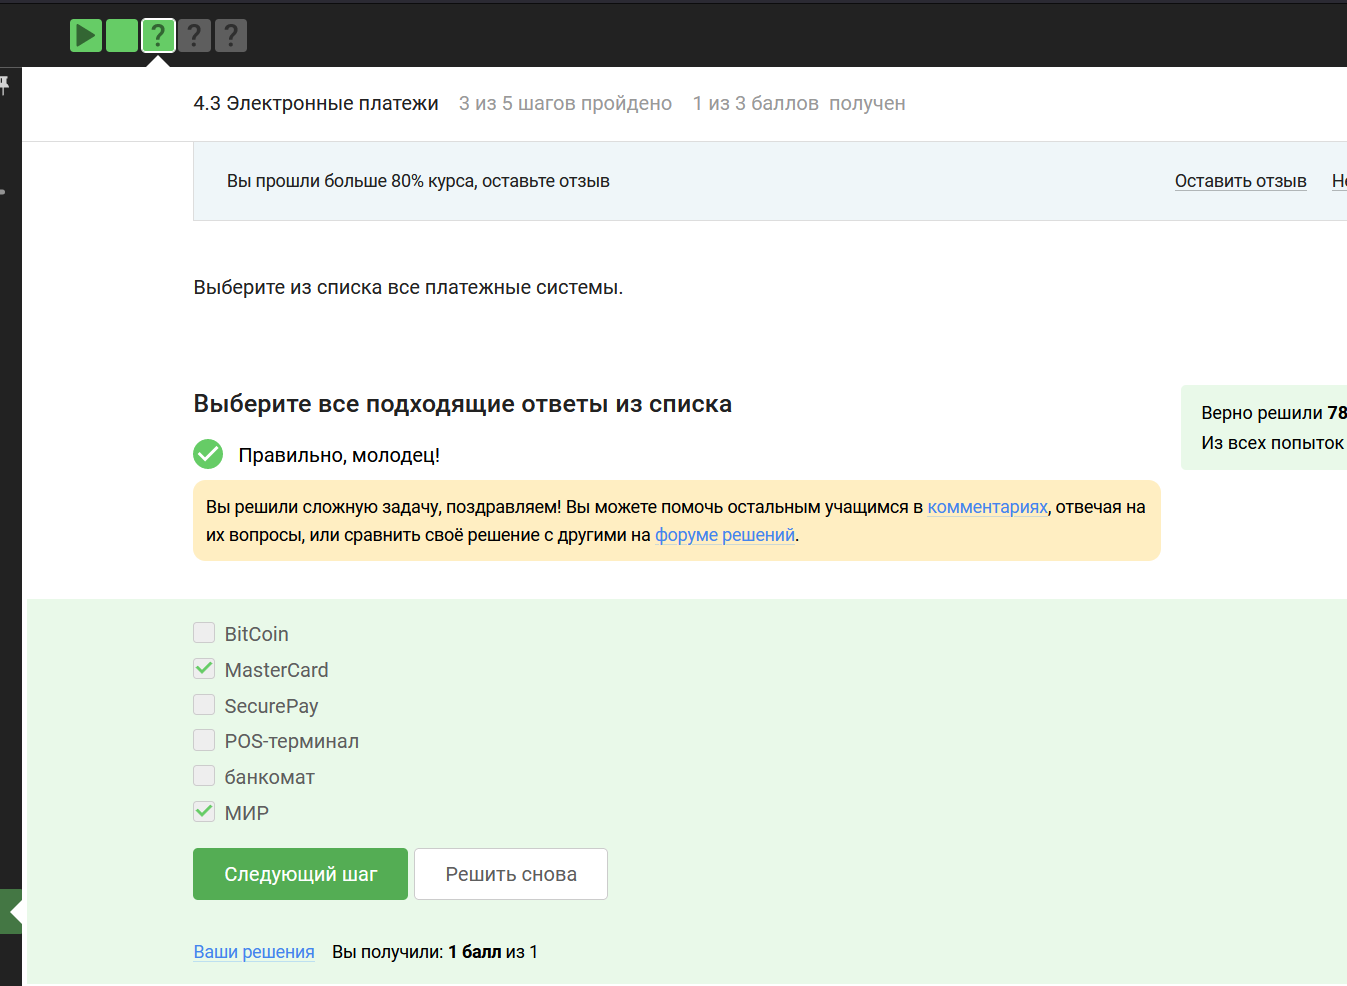 ? ? ?
4.3 Электронные платежи 3 из 5 шагов пройдено 1 из 3 баллов получен
Вы прошли больше 80% курса, оставьте отзыв Оставить отзыв
Выберите из списка все платежные системы.
Выберите все подходящие ответы из списка
Верно решили 78
Из всех попыток
Правильно, молодец!
Вы решили сложную задачу, поздравляем! Вы можете помочь остальным учащимся в комментариях, отвечая на
их вопросы, или сравнить своё решение с другими на форуме решений.
BitCoin
MasterCard
SecurePay
POS-терминал
банкомат
МИР
Следующий шаг Решить снова
Ваши решения Вы получили: 1 балл из 1